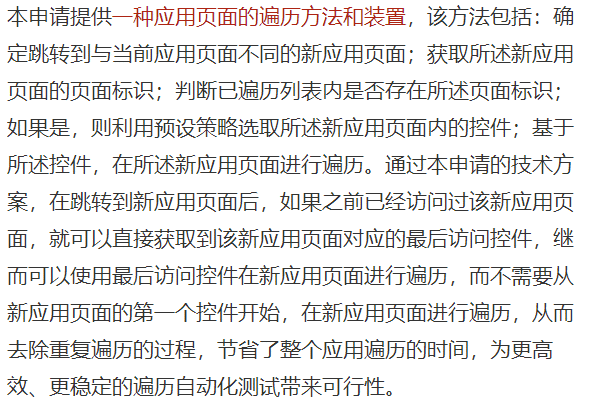 本申请提供一种应用页面的遍历方法和装置，该方法包括：确
定跳转到与当前应用页面不同的新应用页面；获取所述新应用
页面的页面标识；判断已遍历列表内是否存在所述页面标识；
如果是，则利用预设策略选取所述新应用页面内的控件；基于
所述控件，在所述新应用页面进行遍历。通过本申请的技术方
案，在跳转到新应用页面后，如果之前已经访问过该新应用页
面，就可以直接获取到该新应用页面对应的最后访问控件，继
而可以使用最后访问控件在新应用页面进行遍历，而不需要从
新应用页面的第一个控件开始，在新应用页面进行遍历，从而
去除重复遍历的过程，节省了整个应用遍历的时间，为更高
效、更稳定的遍历自动化测试带来可行性。